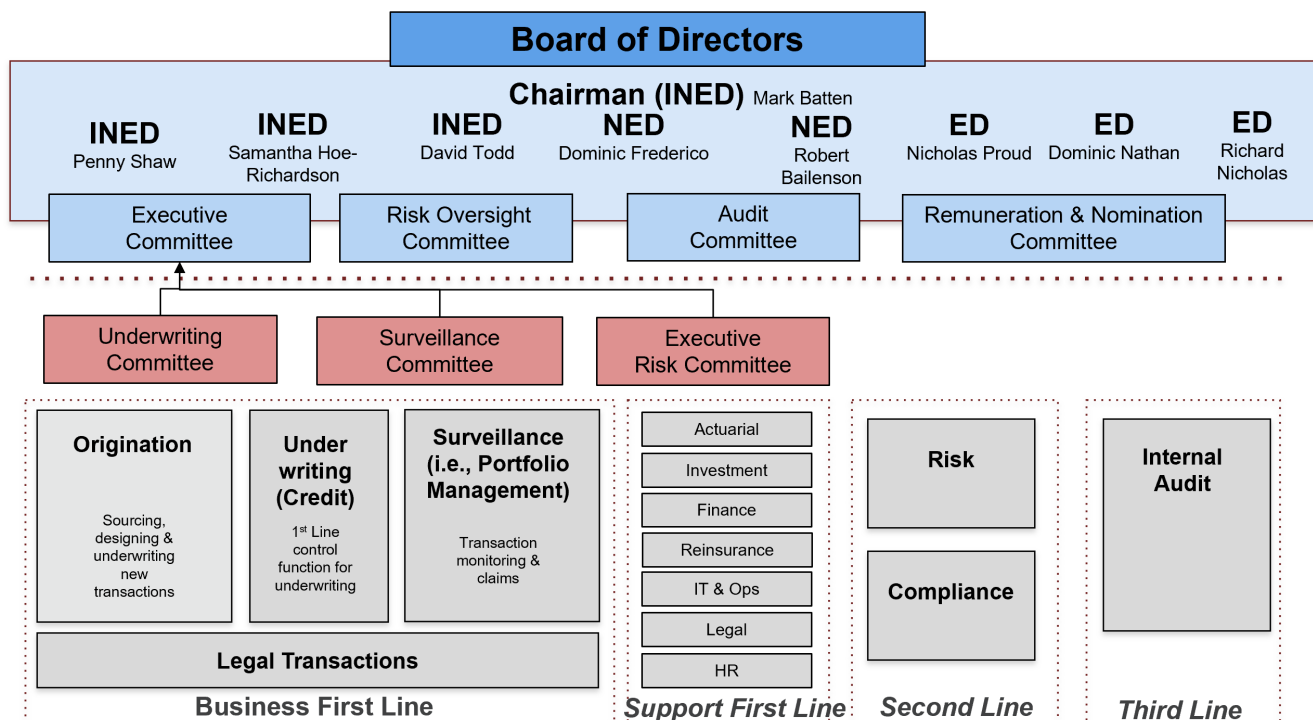 Board of Directors
Chairman (INED) Mark Batten
INED
Penny Shaw
INED
Samantha Hoe-
Richardson
INED
David Todd
NED
Dominic Frederico
NED
Robert
Bailenson
ED
Nicholas Proud
ED
Dominic Nathan
ED
Richard
Nicholas
Executive
Committee
Risk Oversight
Committee
Audit
Committee
Remuneration & Nomination
Committee
Underwriting
Committee
Surveillance
Committee
Executive
Risk Committee
Origination
Sourcing,
designing &
underwriting
new
transactions
Under
writing
(Credit)
1st Line
control
function for
underwriting
Surveillance
(i.e., Portfolio
Management)
Transaction
monitoring &
claims
Legal Transactions
Business First Line
Actuarial
Investment
Finance
Reinsurance
IT & Ops
Legal
HR
Support First Line
Risk
Compliance
Second Line
Internal
Audit
Third Line